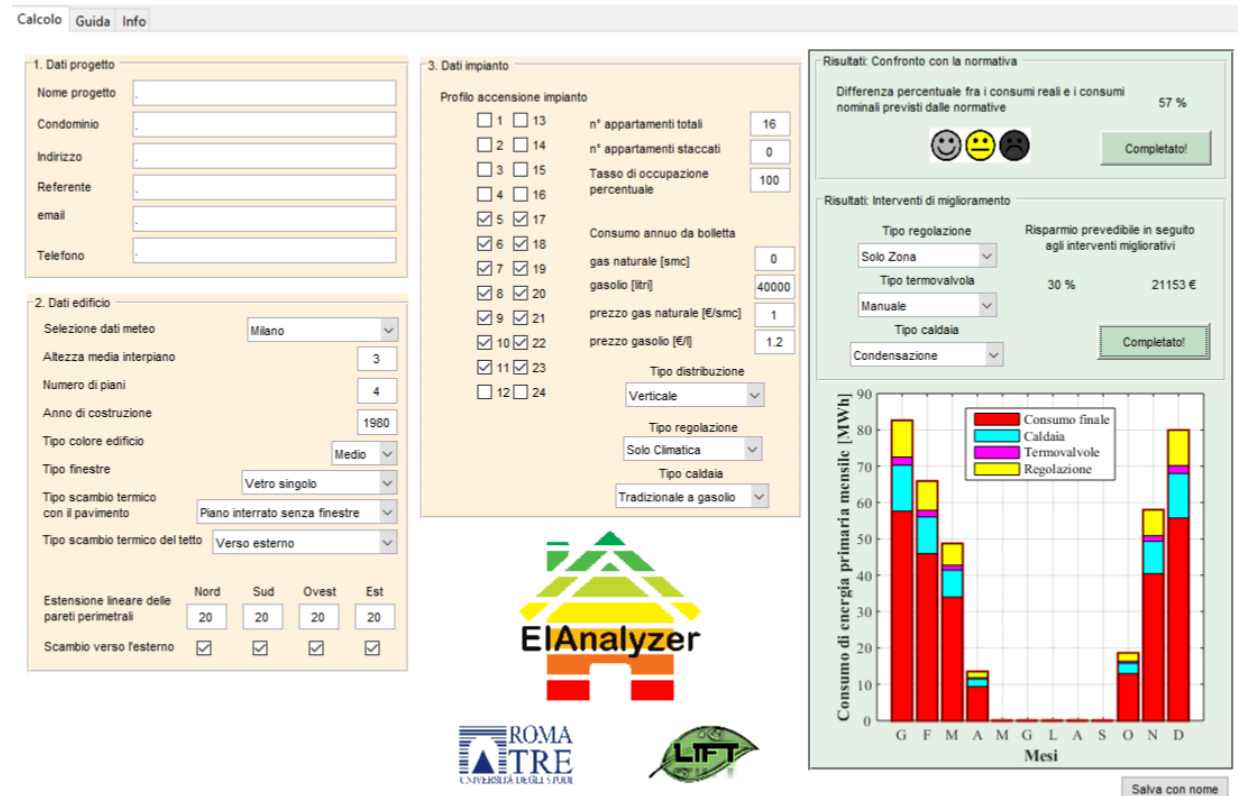 Calcolo Guida Info
1. Dati progetto
Nome progetto .
Condominio .
Indirizzo .
Referente .
email .
Telefono .
2. Dati edificio
Selezione dati meteo Milano
Altezza media interpiano 3
Numero di piani 4
Anno di costruzione 1980
Tipo colore edificio Medio
Tipo finestre Vetro singolo
Tipo scambio termico
con il pavimento Piano interrato senza finestre
Tipo scambio termico del tetto Verso esterno
Nord Sud Ovest Est
Estensione lineare delle
pareti perimetrali 20 20 20 20
Scambio verso l'esterno
3. Dati impianto
Profilo accensione impianto
1 13
2 14
3 15
4 16
5 17
6 18
7 19
8 20
9 21
10 22
11 23
12 24
n° appartamenti totali 16
n° appartamenti staccati 0
Tasso di occupazione
percentuale 100
Consumo annuo da bolletta
gas naturale [smc] 0
gasolio [litri] 40000
prezzo gas naturale [€/smc] 1
prezzo gasolio [€/l] 1.2
Tipo distribuzione
Verticale
Tipo regolazione
Solo Climatica
Tipo caldaia
Tradizionale a gasolio
ElAnalyzer
ROMA
TRE
UNIVERSITÀ DEGLI STUDI
LIFT
Risultati: Confronto con la normativa
Differenza percentuale fra i consumi reali e i consumi
nominali previsti dalle normative 57 %
Completato!
Risultati: Interventi di miglioramento
Tipo regolazione
Solo Zona
Tipo termovalvola
Manuale
Tipo caldaia
Condensazione
Risparmio prevedibile in seguito
agli interventi migliorativi
30 % 21153 €
Completato!
Consumo di energia primaria mensile [MWh]
90
80
70
60
50
40
30
20
10
0
Consumo finale
Caldaia
Termovalvole
Regolazione
G F M A M G L A S O N D
Mesi
Salva con nome